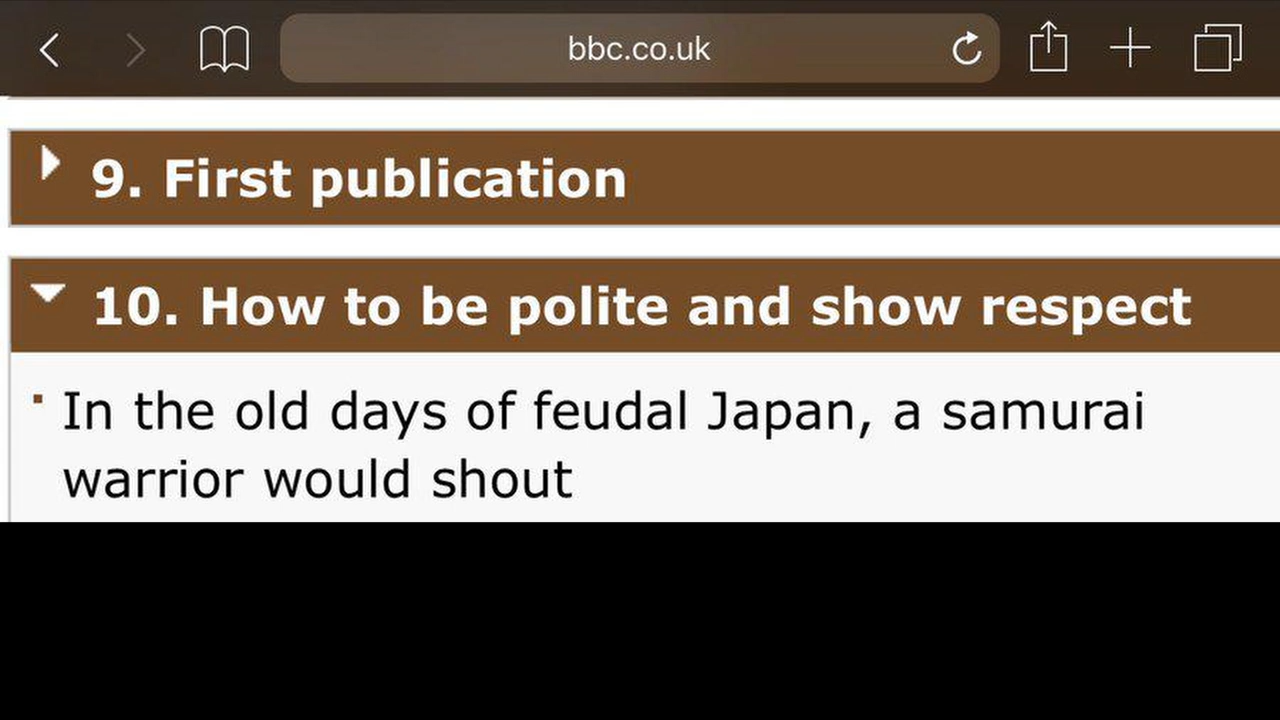 bbc.co.uk
9. First publication
10. How to be polite and show respect
In the old days of feudal Japan, a samurai
warrior would shout